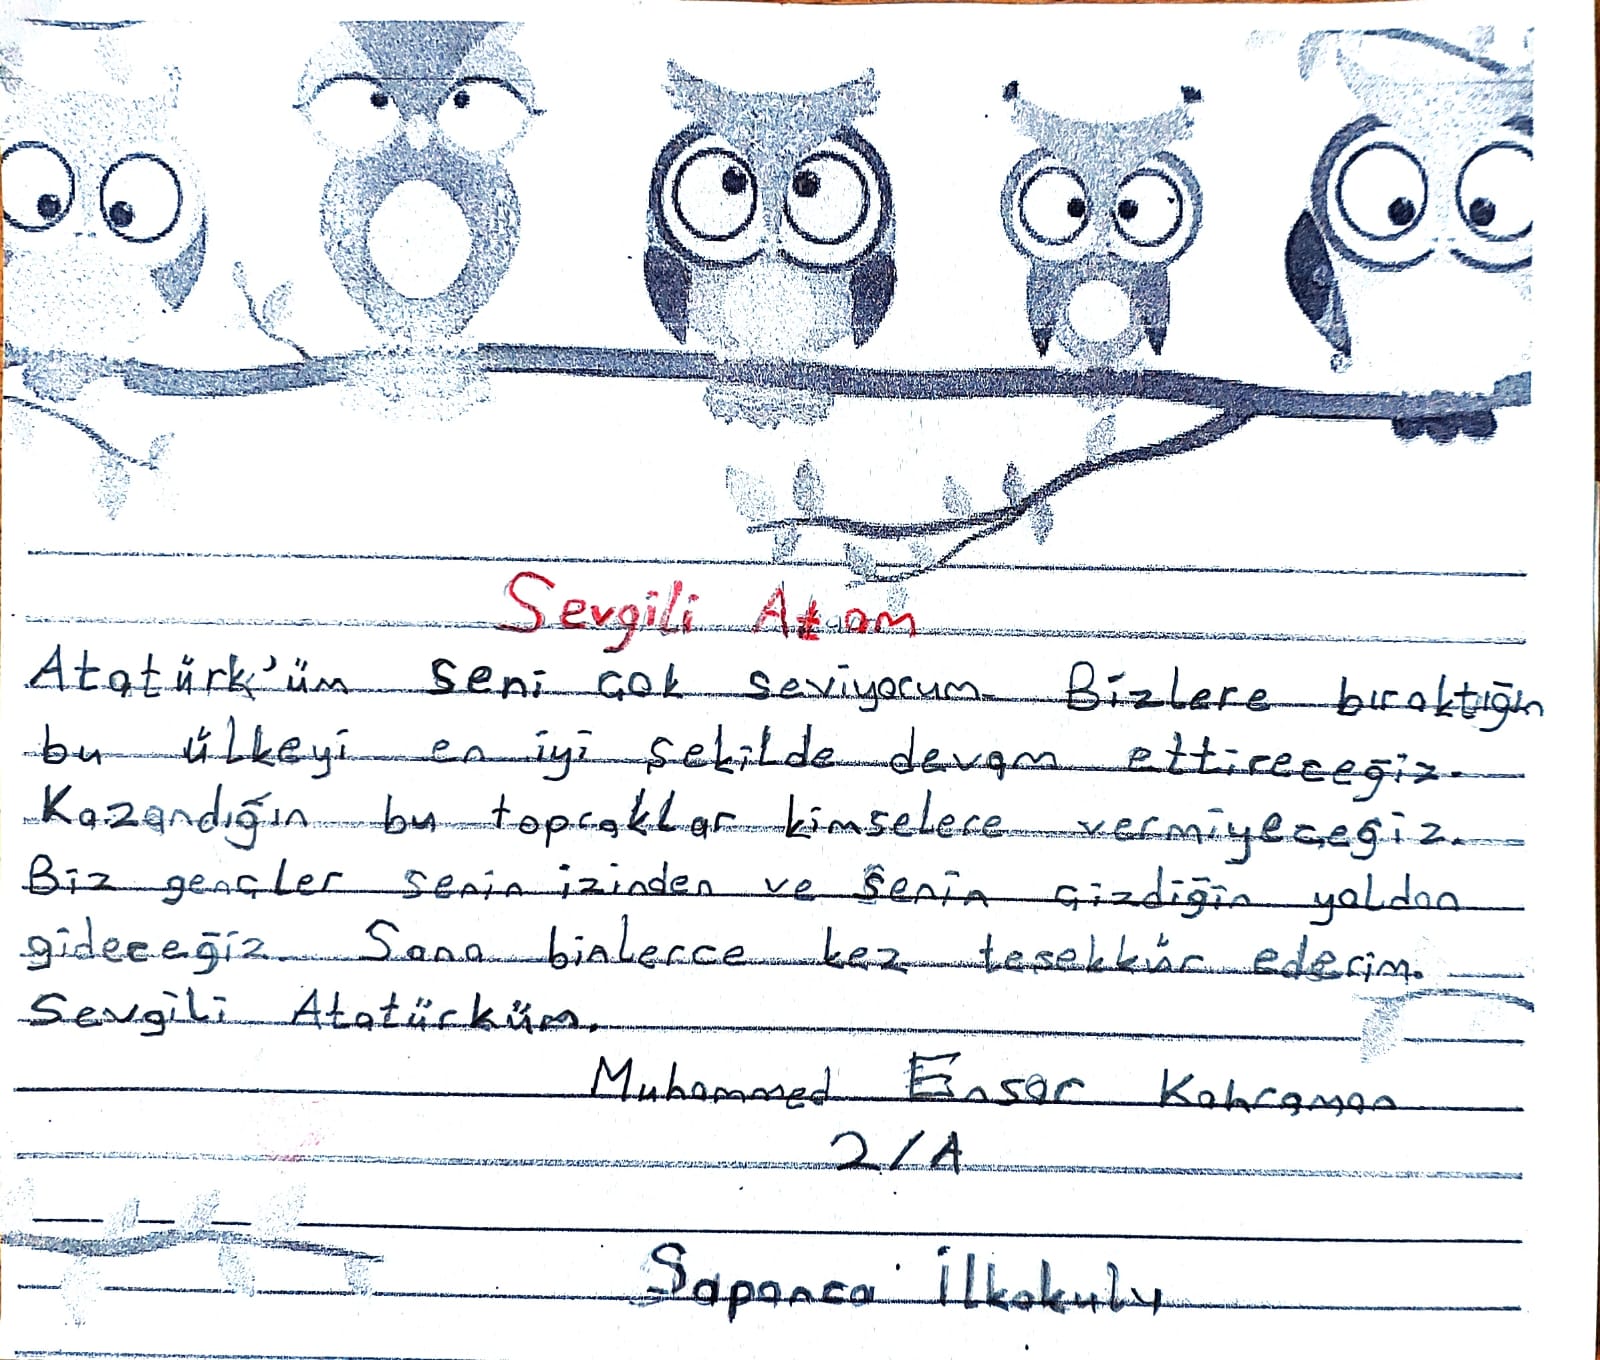 Sevgili Atam
Atatürk'üm seni çok seviyorum. Bizlere bıraktığın
bu ülkeyi en iyi şekilde devam ettireceğiz.
Kazandığın bu toprakları kimselere vermiyeceğiz.
Biz gençler senin izinden ve senin çizdiğin yoldan
gideceğiz. Sana binlerce kez teşekkür ederim.
Sevgili Atatürküm.
Muhammed Ensar Kahraman
2/A
Sapanca İlkokulu